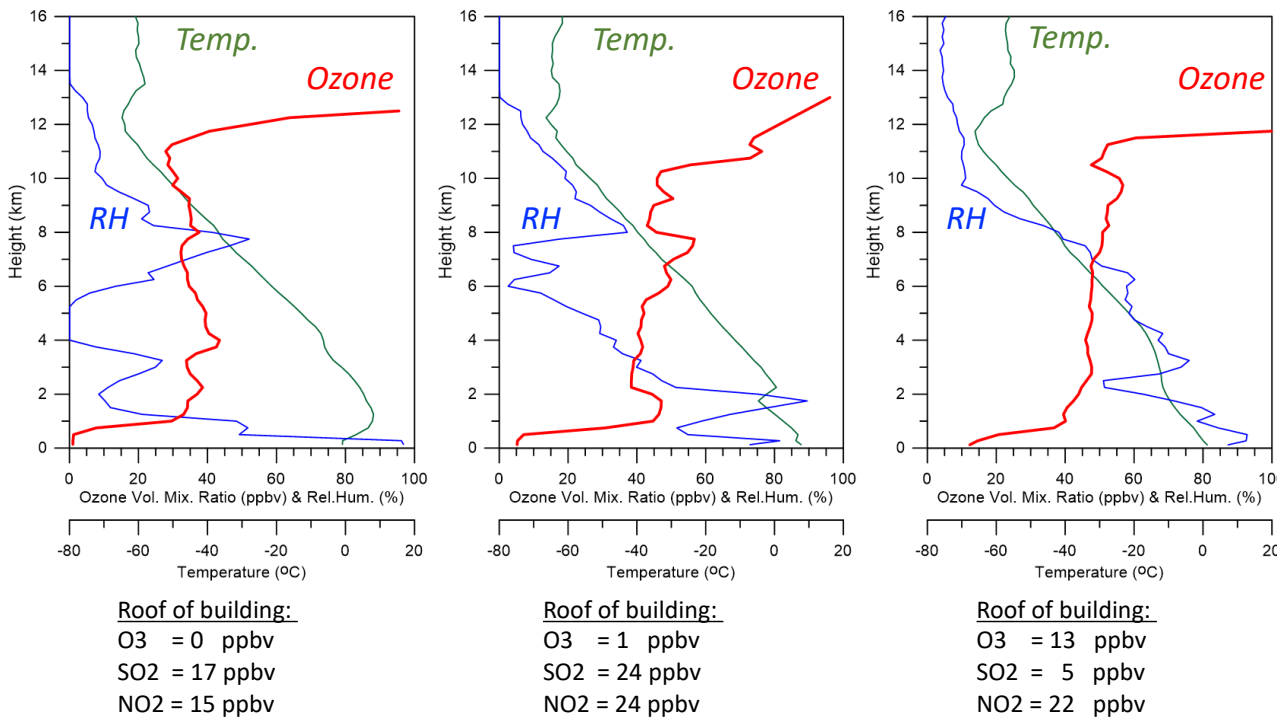 16
14
12
10
8
6
4
2
0
Height (km)
Temp.
Ozone
RH
0 20 40 60 80 100
Ozone Vol. Mix. Ratio (ppbv) & Rel.Hum. (%)
-80 -60 -40 -20 0 20
Temperature (ºC)
Roof of building:
O3 = 0 ppbv
SO2 = 17 ppbv
NO2 = 15 ppbv
16
14
12
10
8
6
4
2
0
Height (km)
Temp.
Ozone
RH
0 20 40 60 80 100
Ozone Vol. Mix. Ratio (ppbv) & Rel.Hum. (%)
-80 -60 -40 -20 0 20
Temperature (ºC)
Roof of building:
O3 = 1 ppbv
SO2 = 24 ppbv
NO2 = 24 ppbv
16
14
12
10
8
6
4
2
0
Height (km)
Temp.
Ozone
RH
0 20 40 60 80 100
Ozone Vol. Mix. Ratio (ppbv) & Rel.Hum. (%)
-80 -60 -40 -20 0 20
Temperature (ºC)
Roof of building:
O3 = 13 ppbv
SO2 = 5 ppbv
NO2 = 22 ppbv